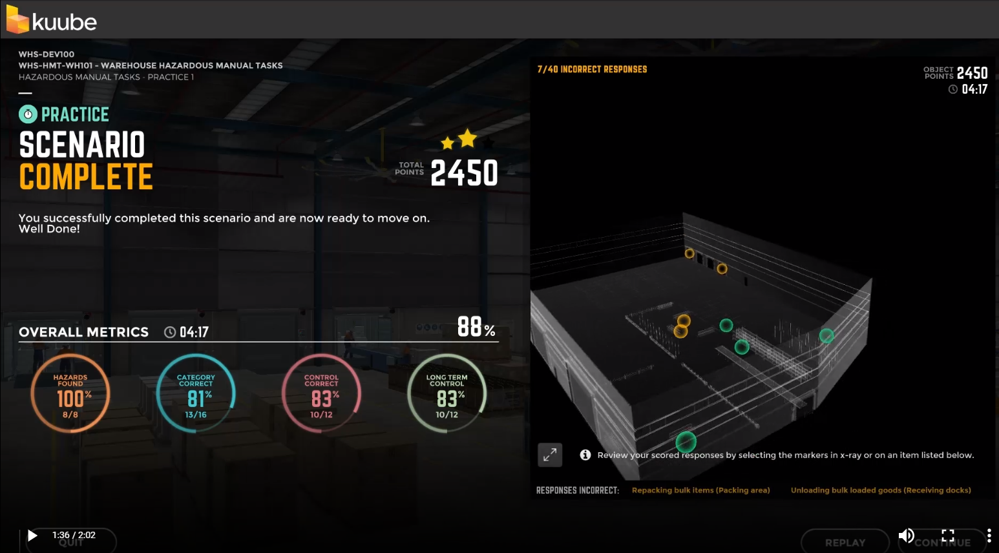 kuube
WHS-DEV100
WHS-HMT-WH101 - WAREHOUSE HAZARDOUS MANUAL TASKS
HAZARDOUS MANUAL TASKS - PRACTICE 1
PRACTICE
SCENARIO
COMPLETE
TOTAL
POINTS
2450
You successfully completed this scenario and are now ready to move on.
Well Done!
OVERALL METRICS
04:17
88%
HAZARDS
FOUND
100%
8/8
CATEGORY
CORRECT
81%
13/16
CONTROL
CORRECT
83%
10/12
LONG TERM
CONTROL
83%
10/12
7/40 INCORRECT RESPONSES
OBJECT
POINTS
2450
04:17
Review your scored responses by selecting the markers in x-ray or on an item listed below.
RESPONSES INCORRECT:
Repacking bulk items (Packing area)
Unloading bulk loaded goods (Receiving docks)
1:36 / 2:02
QUIT
REPLAY
CONTINUE